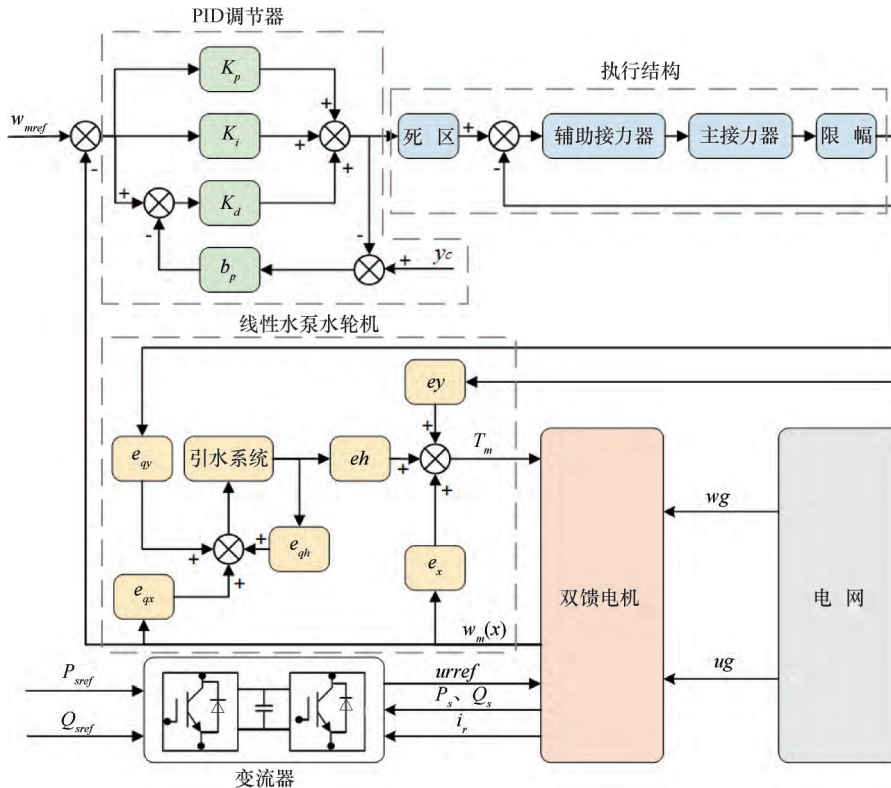 PID调节器
K_p
w_mref
K_i
K_d
b_p
y_c
执行结构
死 区
辅助接力器
主接力器
限 幅
线性水泵水轮机
ey
e_qy
引水系统
eh
T_m
e_qh
e_qx
e_x
w_m(x)
双馈电机
wg
ug
电 网
P_sref
Q_sref
urref
P_s、Q_s
i_r
变流器